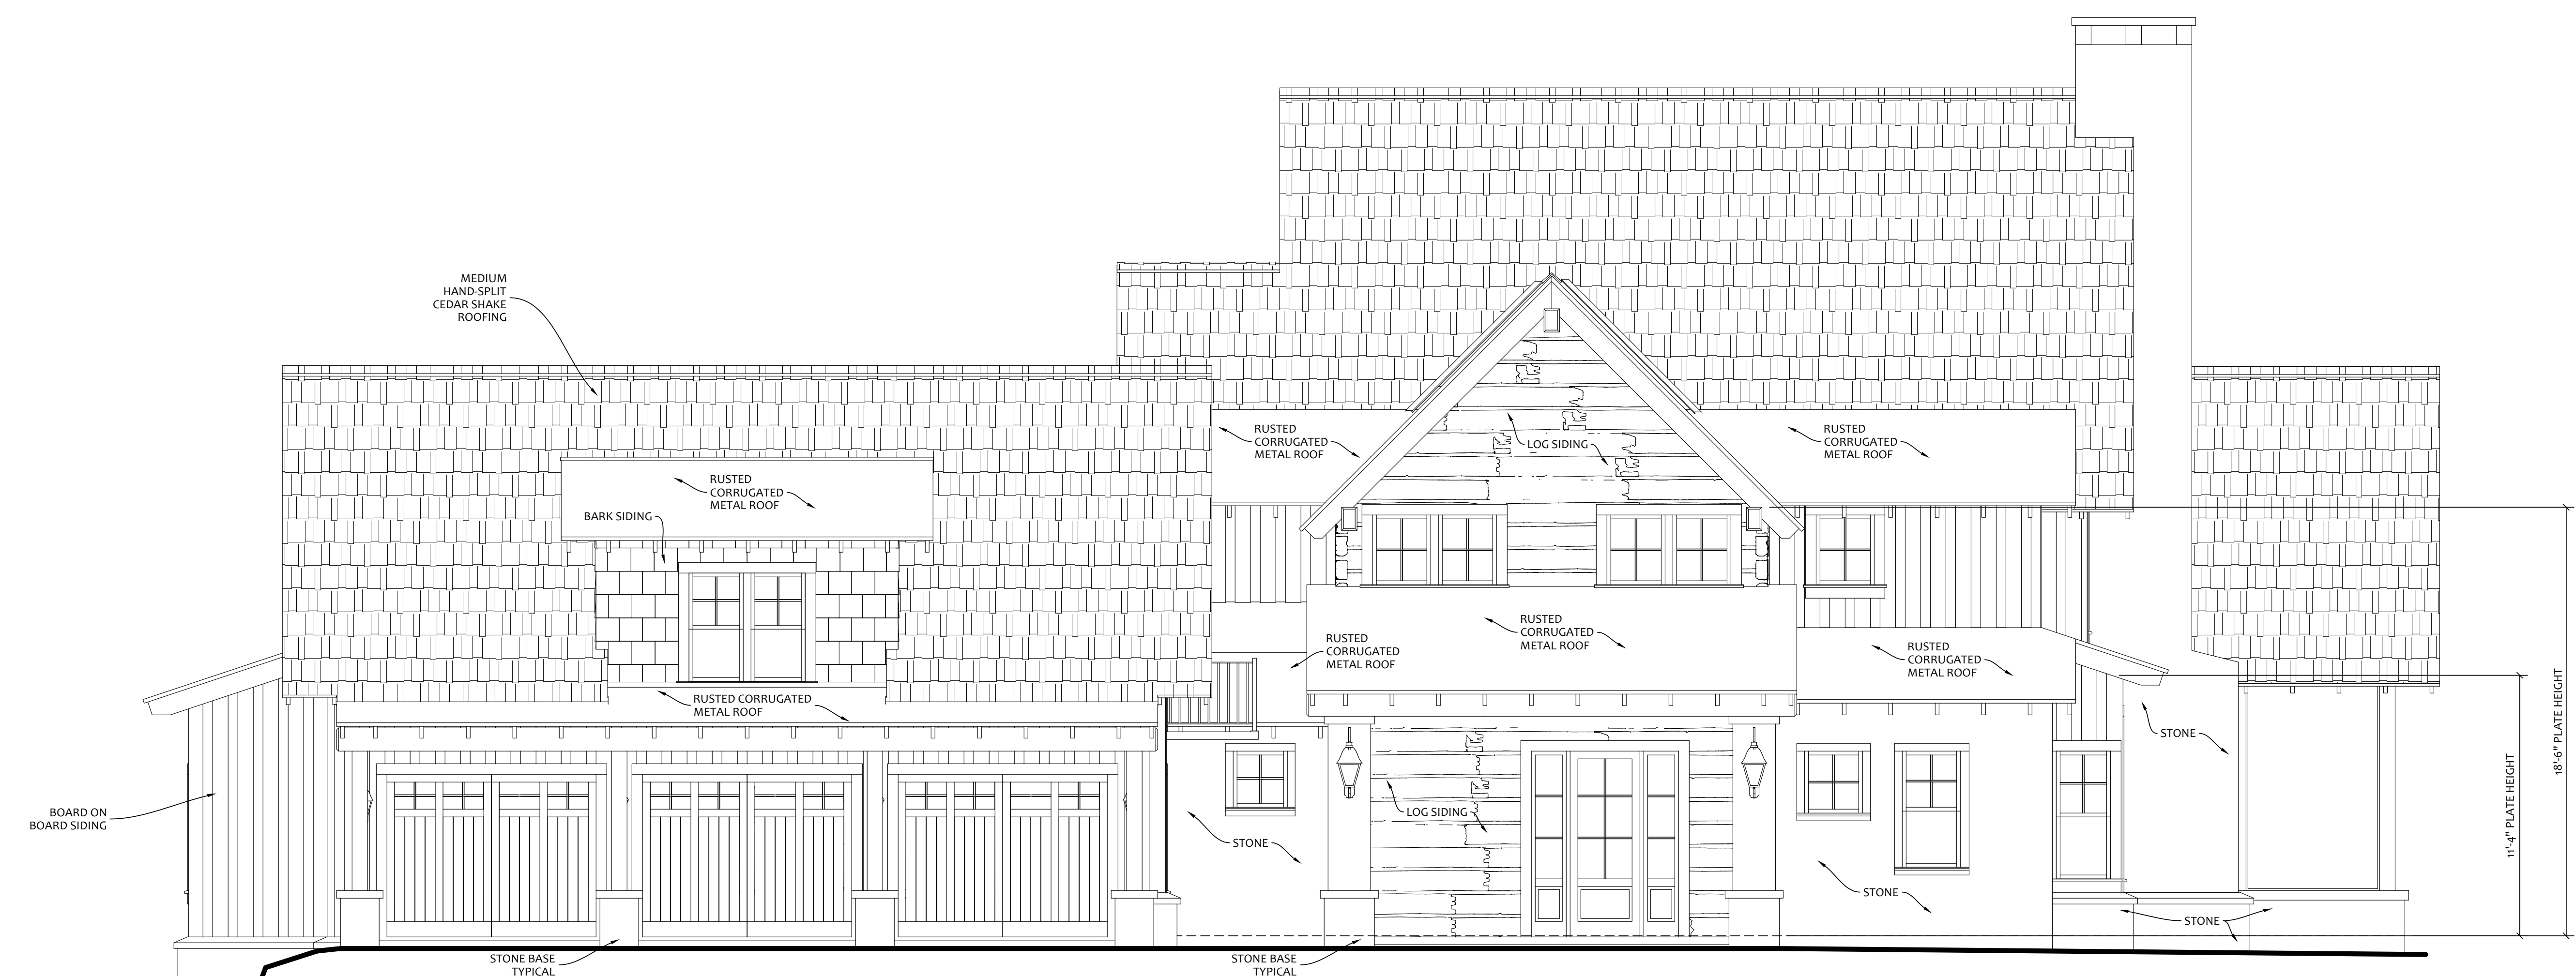 MEDIUM
HAND-SPLIT
CEDAR SHAKE
ROOFING
RUSTED
CORRUGATED
METAL ROOF
LOG SIDING
RUSTED
CORRUGATED
METAL ROOF
RUSTED
CORRUGATED
METAL ROOF
BARK SIDING
RUSTED
CORRUGATED
METAL ROOF
RUSTED
CORRUGATED
METAL ROOF
RUSTED
CORRUGATED
METAL ROOF
RUSTED CORRUGATED
METAL ROOF
STONE
18'-6" PLATE HEIGHT
11'-4" PLATE HEIGHT
BOARD ON
BOARD SIDING
LOG SIDING
STONE
STONE
STONE
STONE BASE
TYPICAL
STONE BASE
TYPICAL